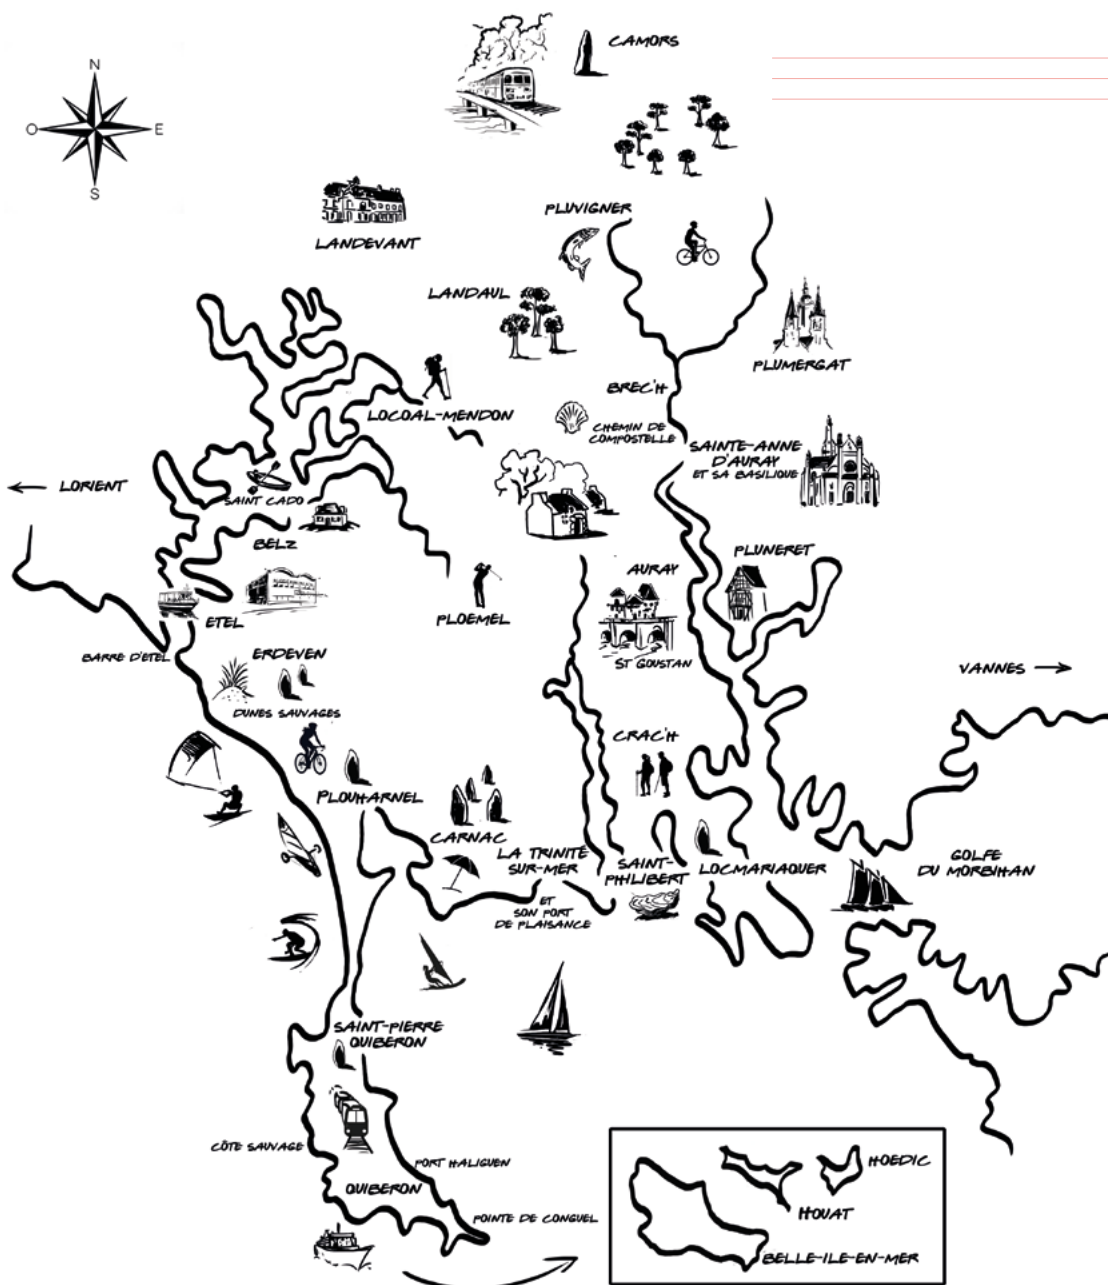 CAMORS
N
O
E
S
PLUVIGNER
LANDEVANT
LANDAUL
PLUMERGAT
BREC'H
LOCOAL-MENDON
CHEMIN DE
COMPOSTELLE
SAINTE-ANNE
D'AURAY
ET SA BASILIQUE
LORIENT
SAINT CADO
BELZ
PLUNERET
AURAY
PLOEMEL
ETEL
ST GOUSTAN
BARRE D'ETEL
ERDEVEN
VANNES
DUNES SAUVAGES
CRAC'H
PLOUHARNEL
CARNAC
LA TRINITÉ
SUR-MER
SAINT-
PHILIBERT
LOCMARIAQUER
GOLFE
DU MORBIHAN
ET
SON PORT
DE PLAISANCE
SAINT-PIERRE
QUIBERON
CÔTE SAUVAGE
PORT HALIGUEN
QUIBERON
POINTE DE CONGUEL
HOEDIC
HOUAT
BELLE-ILE-EN-MER